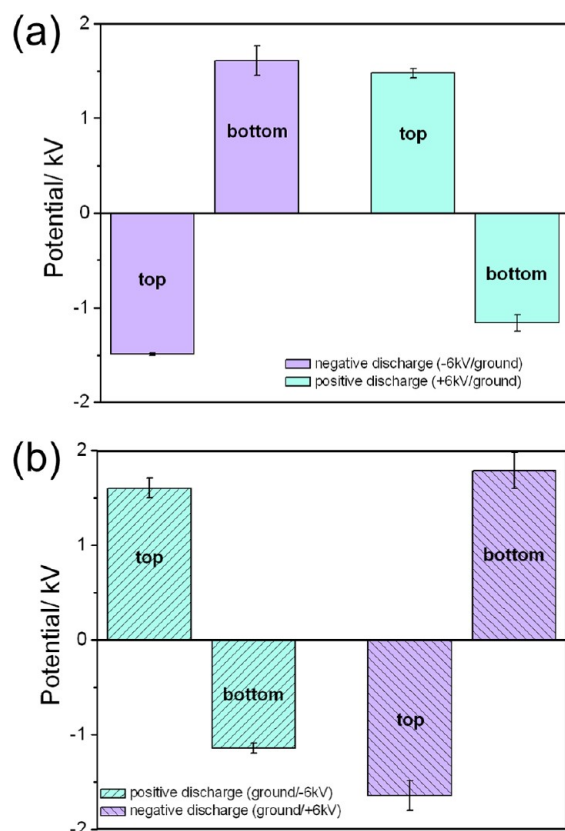 (a)
Potential/ kV
2
1
0
-1
-2
top
bottom
top
bottom
negative discharge (-6kV/ground)
positive discharge (+6kV/ground)
(b)
Potential/ kV
2
1
0
-1
-2
top
bottom
top
bottom
positive discharge (ground/-6kV)
negative discharge (ground/+6kV)